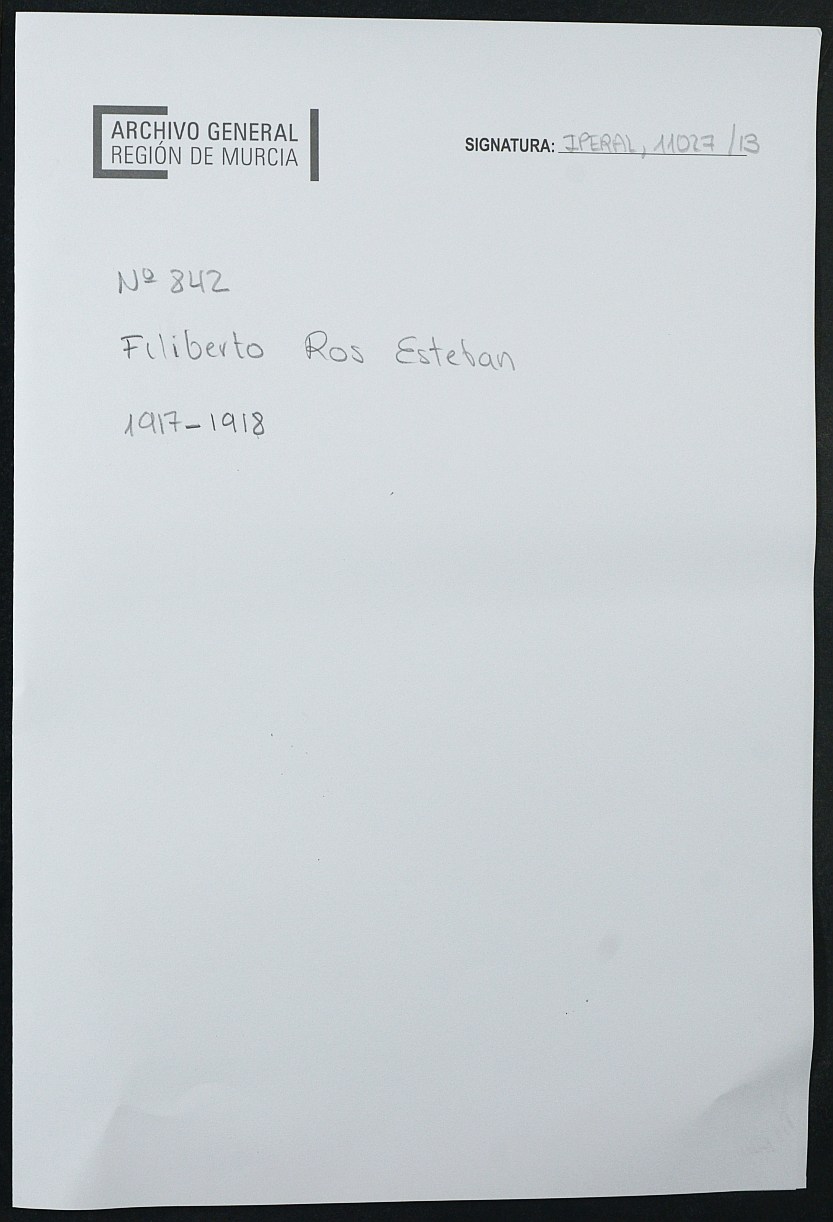 ARCHIVO GENERAL
REGIÓN DE MURCIA
SIGNATURA: IPERAL, 11027 /13
Nº 842
Filiberto Ros Esteban
1917-1918